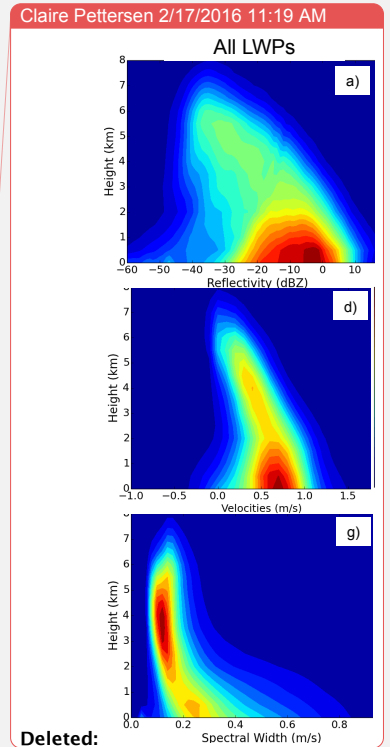 Claire Pettersen 2/17/2016 11:19 AM
All LWPs
a)
8
7
6
5
4
3
2
1
0
Height (km)
−60 −50 −40 −30 −20 −10 0 10
Reflectivity (dBZ)
d)
8
7
6
5
4
3
2
1
0
Height (km)
−1.0 −0.5 0.0 0.5 1.0 1.5
Velocities (m/s)
g)
8
7
6
5
4
3
2
1
0
Height (km)
0.0 0.2 0.4 0.6 0.8
Deleted: Spectral Width (m/s)